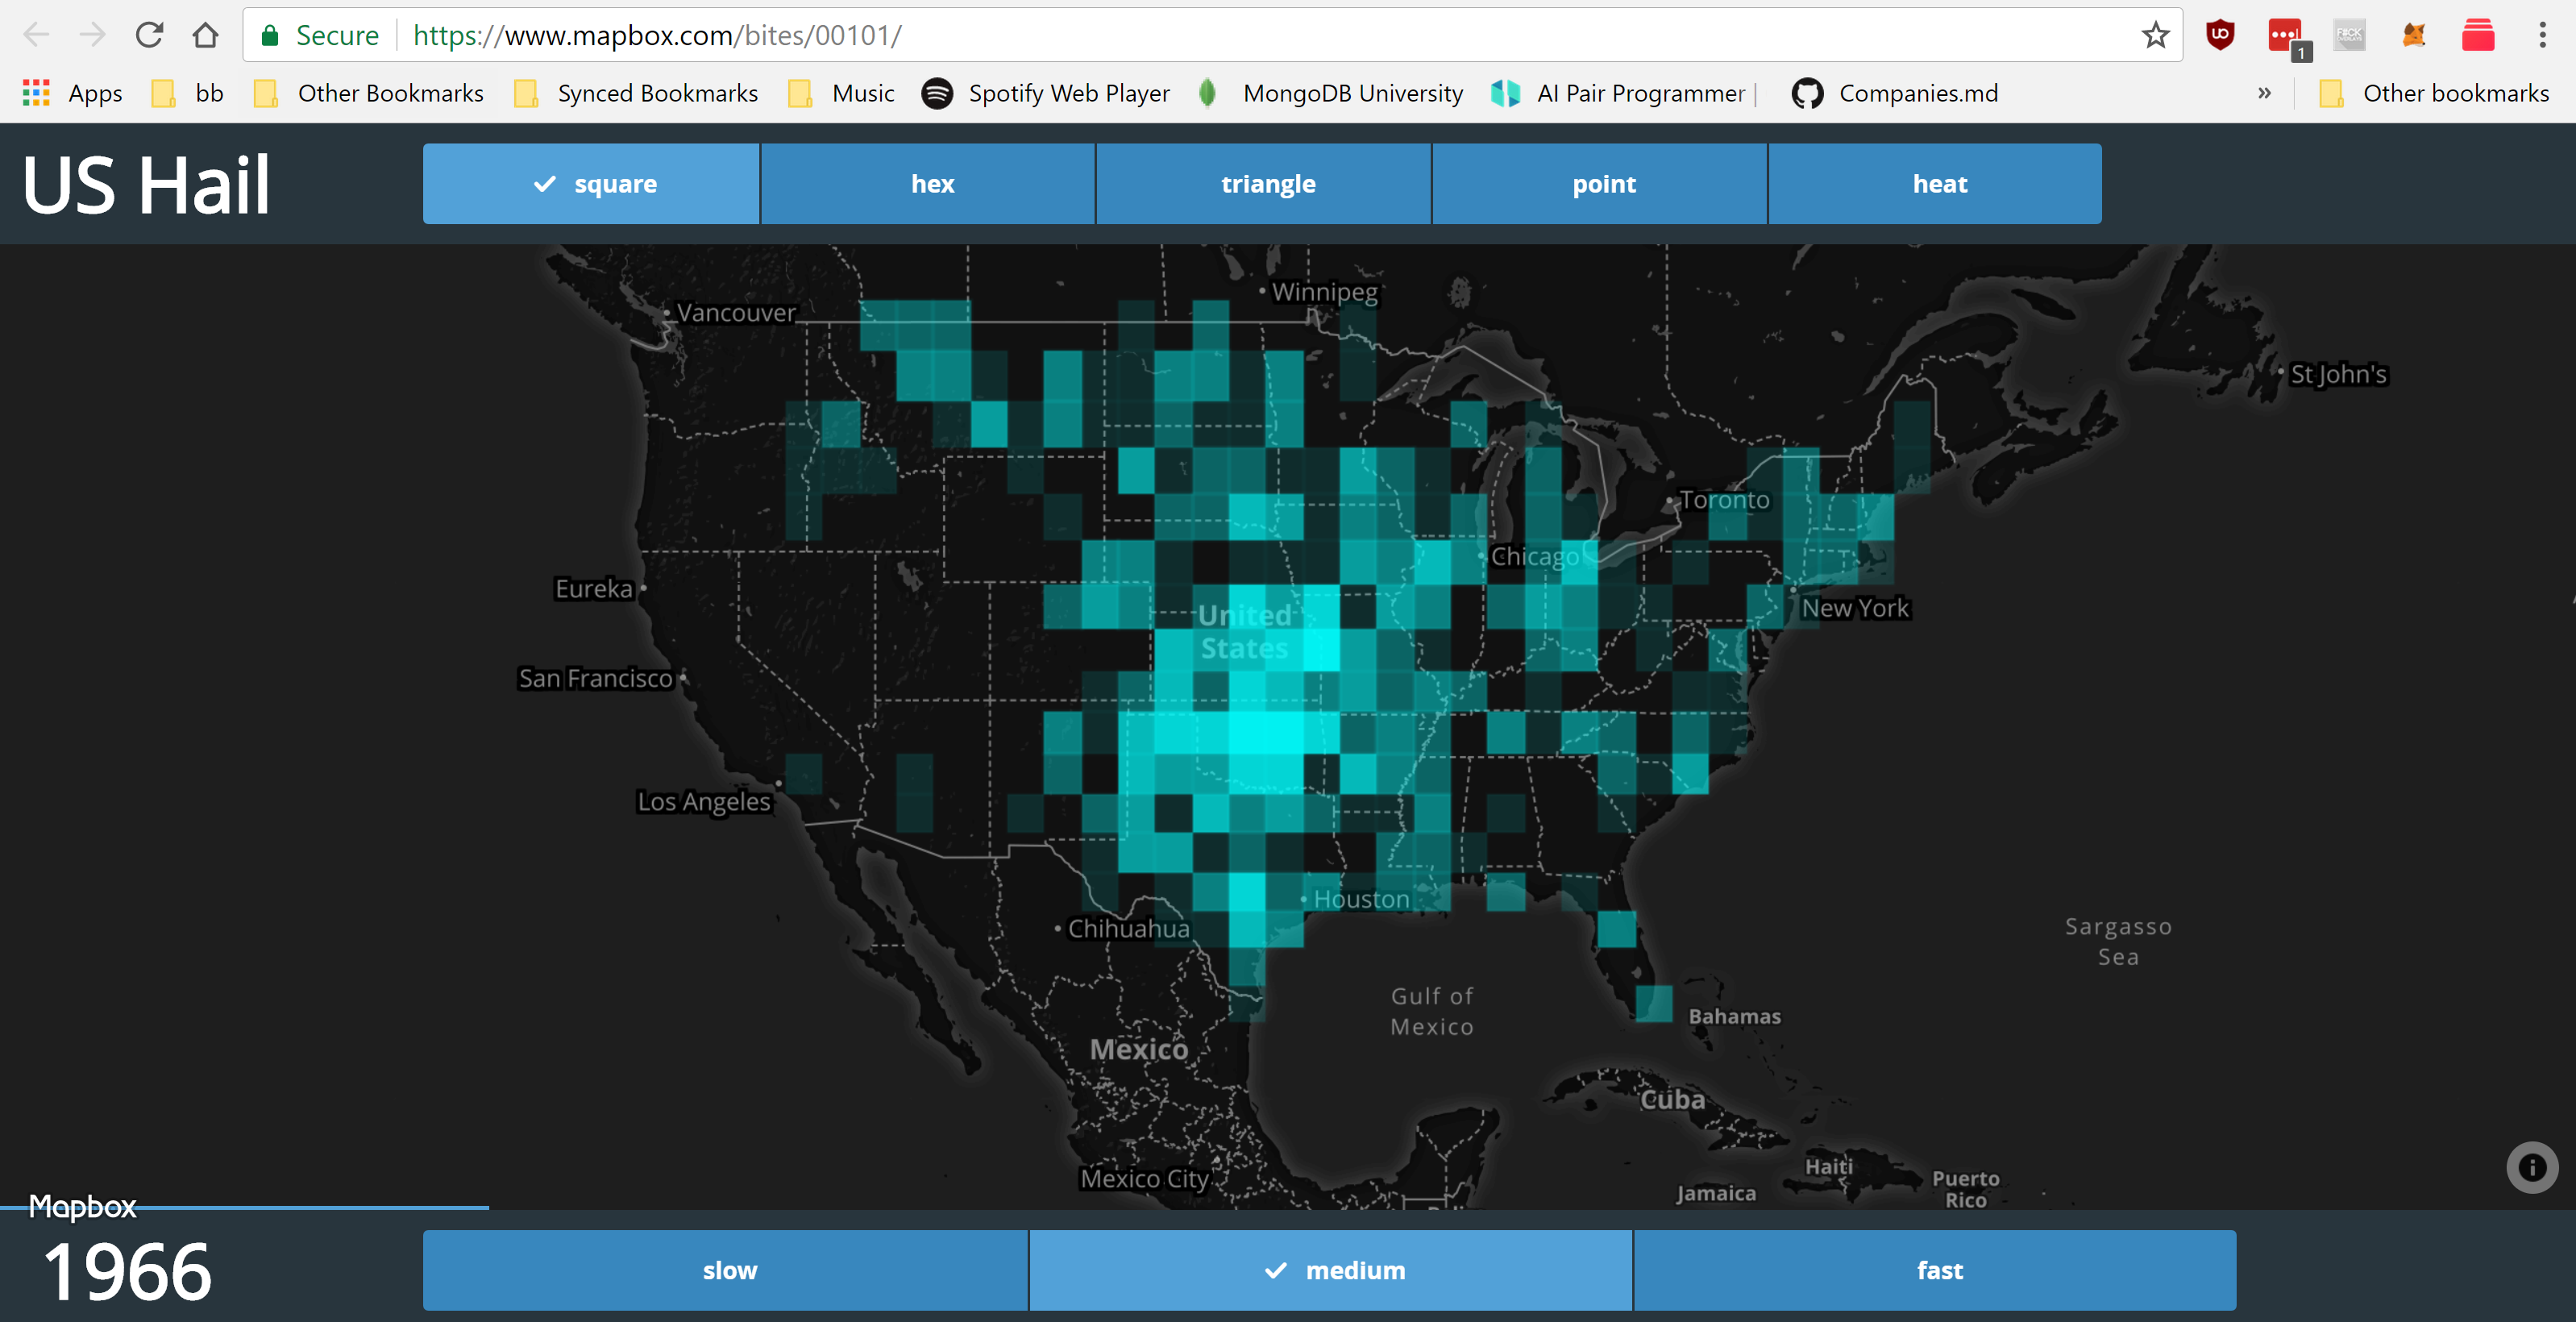 Secure https://www.mapbox.com/bites/00101/
1
Apps bb Other Bookmarks Synced Bookmarks Music Spotify Web Player MongoDB University AI Pair Programmer | Companies.md » Other bookmarks
US Hail square hex triangle point heat
Winnipeg
Vancouver
St John's
Toronto
Chicago
Eureka
New York
United
States
San Francisco
Los Angeles
Houston
Chihuahua
Sargasso
Sea
Gulf of
Mexico
Bahamas
Mexico
Cuba
Haiti
Mexico City
Puerto
Rico
Jamaica
Mapbox
1966 slow medium fast